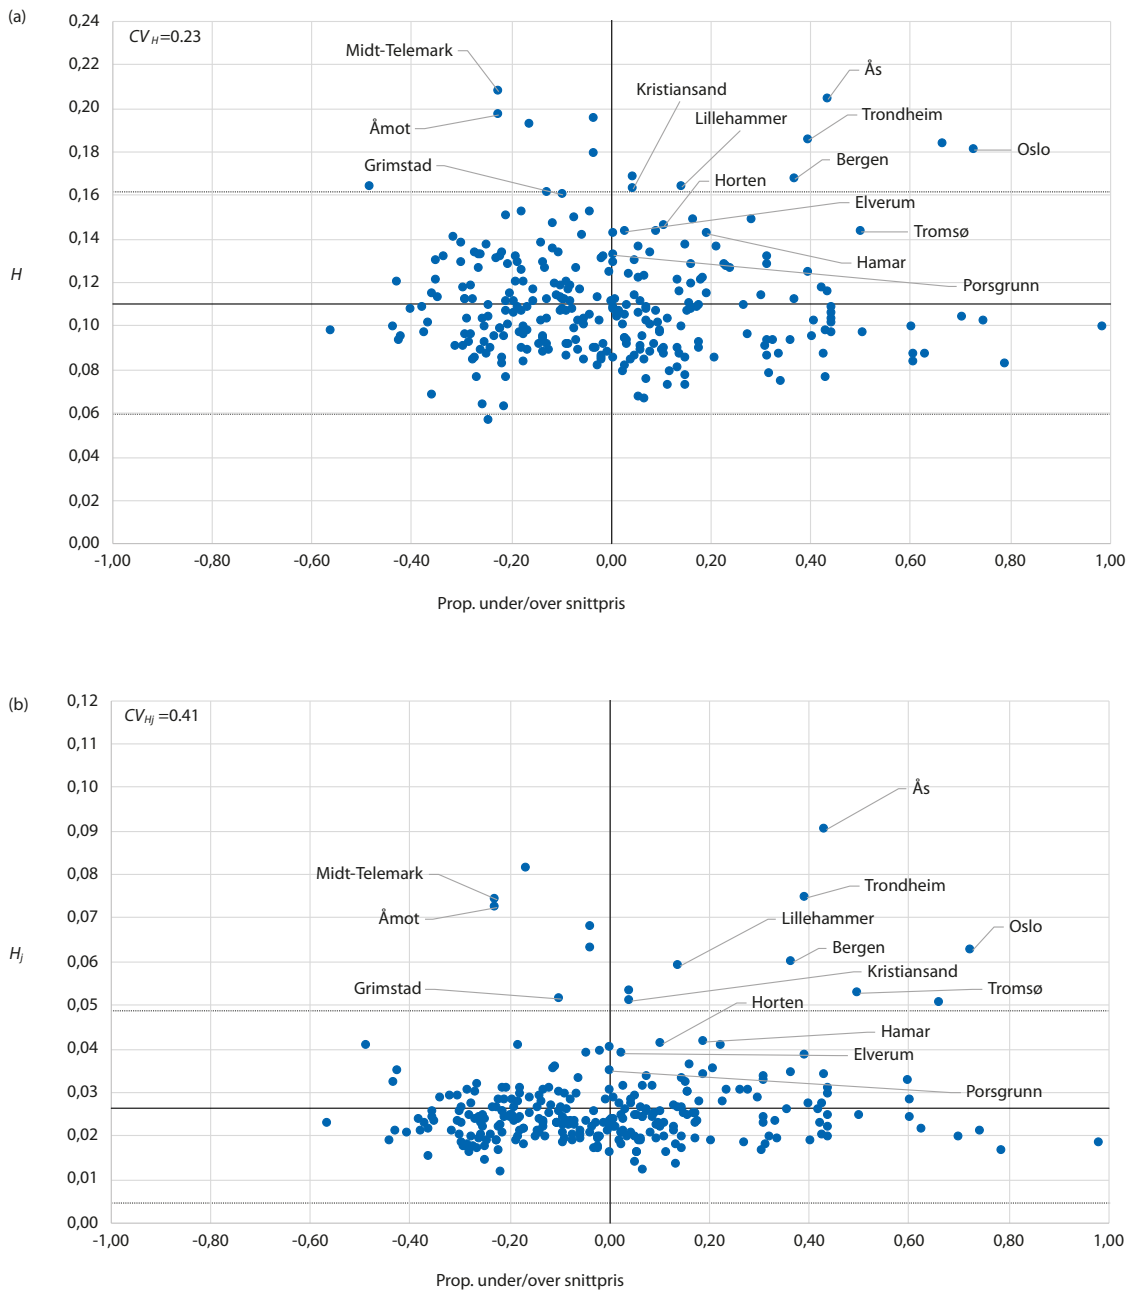 (a)
0,24
CV H=0.23
Midt-Telemark
0,22
Ås
Kristiansand
0,20
Åmot
Lillehammer
Trondheim
0,18
Grimstad
Bergen
Oslo
Horten
0,16
Elverum
0,14
Tromsø
Hamar
H
0,12
Porsgrunn
0,10
0,08
0,06
0,04
0,02
0,00
-1,00 -0,80 -0,60 -0,40 -0,20 0,00 0,20 0,40 0,60 0,80 1,00
Prop. under/over snittpris
(b)
0,12
CV Hj =0.41
0,11
0,10
Ås
0,09
0,08
Midt-Telemark
Trondheim
0,07
Åmot
Lillehammer
Oslo
Hj
0,06
Bergen
Kristiansand
Grimstad
Tromsø
0,05
Horten
Hamar
0,04
Elverum
0,03
Porsgrunn
0,02
0,01
0,00
-1,00 -0,80 -0,60 -0,40 -0,20 0,00 0,20 0,40 0,60 0,80 1,00
Prop. under/over snittpris